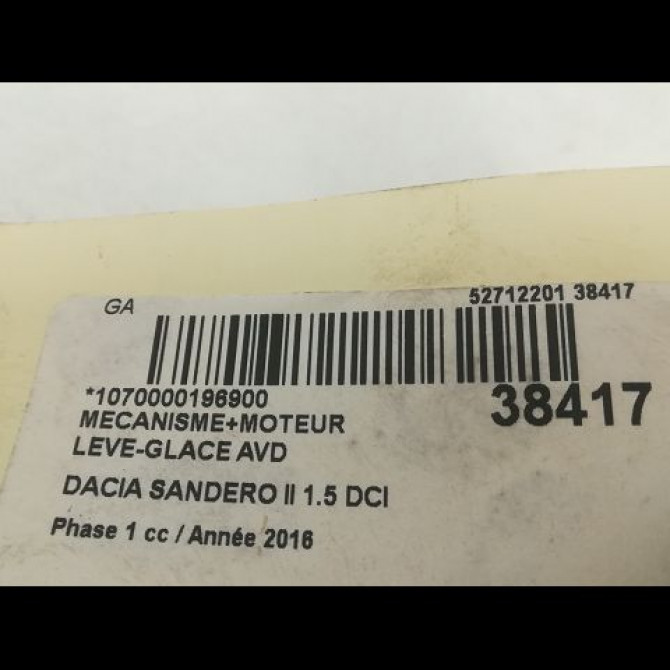 GA
52712201 38417
*1070000196900
38417
MECANISME+MOTEUR
LEVE-GLACE AVD
DACIA SANDERO II 1.5 DCI
Phase 1 cc / Année 2016